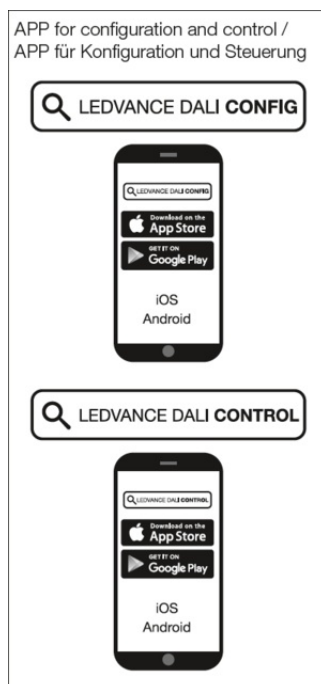 APP for configuration and control /
APP für Konfiguration und Steuerung
LEDVANCE DALI CONFIG
LEDVANCE DALI CONFIG
Download on the
App Store
GET IT ON
Google Play
iOS
Android
LEDVANCE DALI CONTROL
LEDVANCE DALI CONTROL
Download on the
App Store
GET IT ON
Google Play
iOS
Android